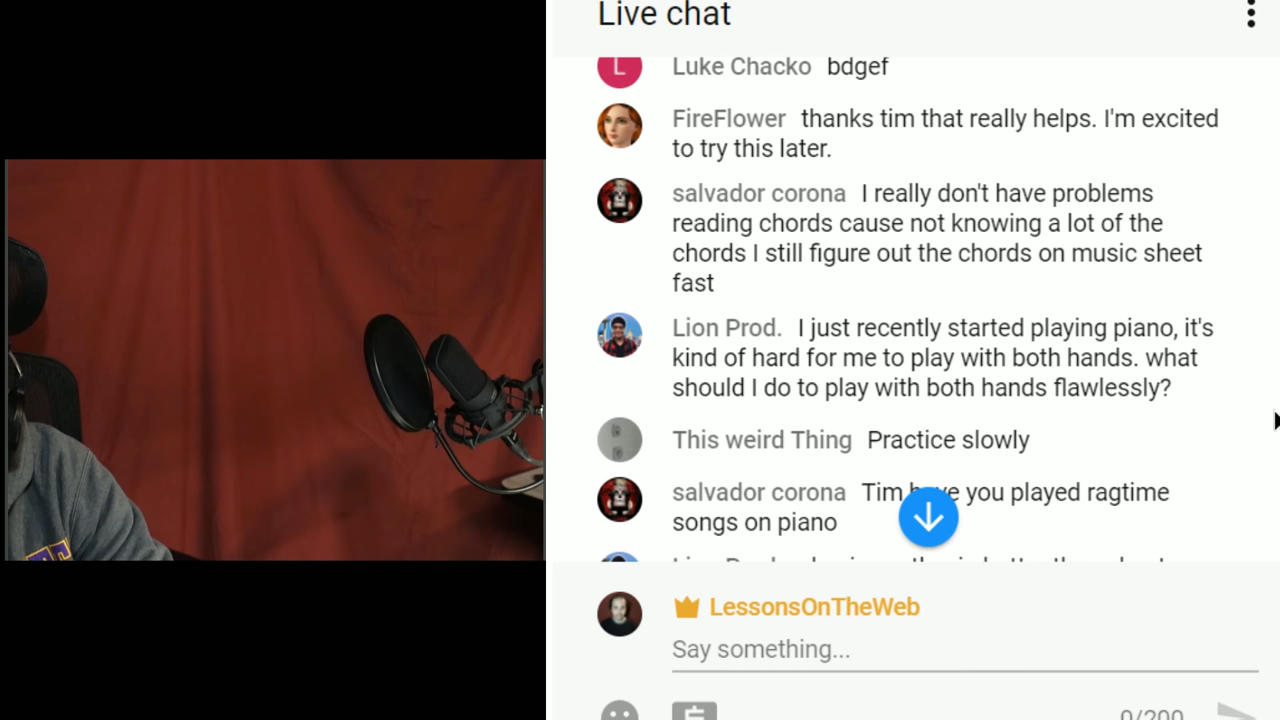 Live chat
Luke Chacko bdgef
FireFlower thanks tim that really helps. I'm excited
to try this later.
salvador corona I really don't have problems
reading chords cause not knowing a lot of the
chords I still figure out the chords on music sheet
fast
Lion Prod. I just recently started playing piano, it's
kind of hard for me to play with both hands. what
should I do to play with both hands flawlessly?
This weird Thing Practice slowly
salvador corona Tim have you played ragtime
songs on piano
LessonsOnTheWeb
Say something...
0/200